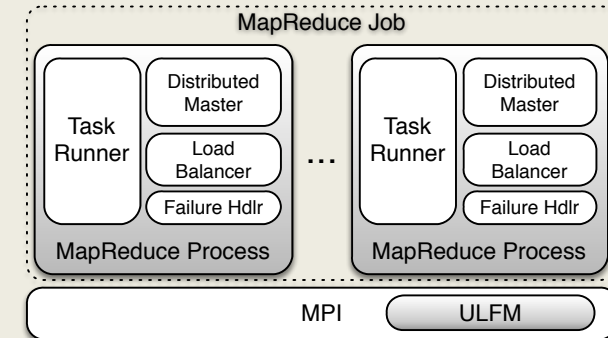 MapReduce Job
Task
Runner
Distributed
Master
Load
Balancer
Failure Hdlr
MapReduce Process
...
Task
Runner
Distributed
Master
Load
Balancer
Failure Hdlr
MapReduce Process
MPI
ULFM